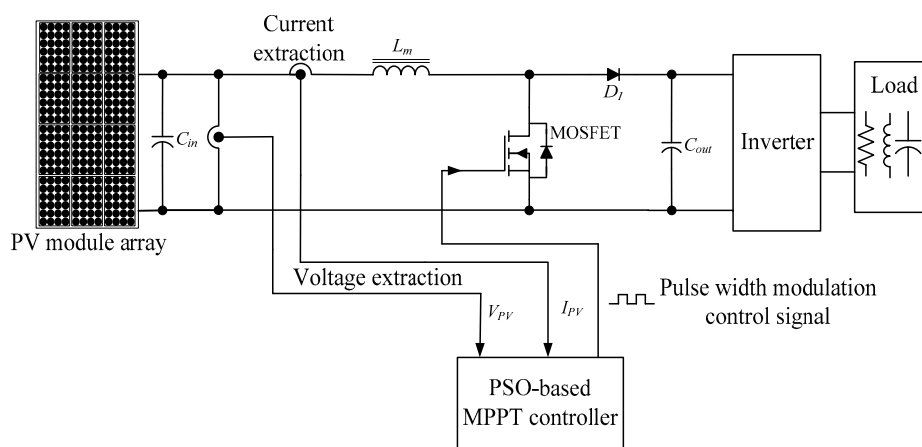 Current
extraction
L_m
D_I
Load
MOSFET
C_in
C_out
Inverter
PV module array
Voltage extraction
V_PV
I_PV
Pulse width modulation
control signal
PSO-based
MPPT controller